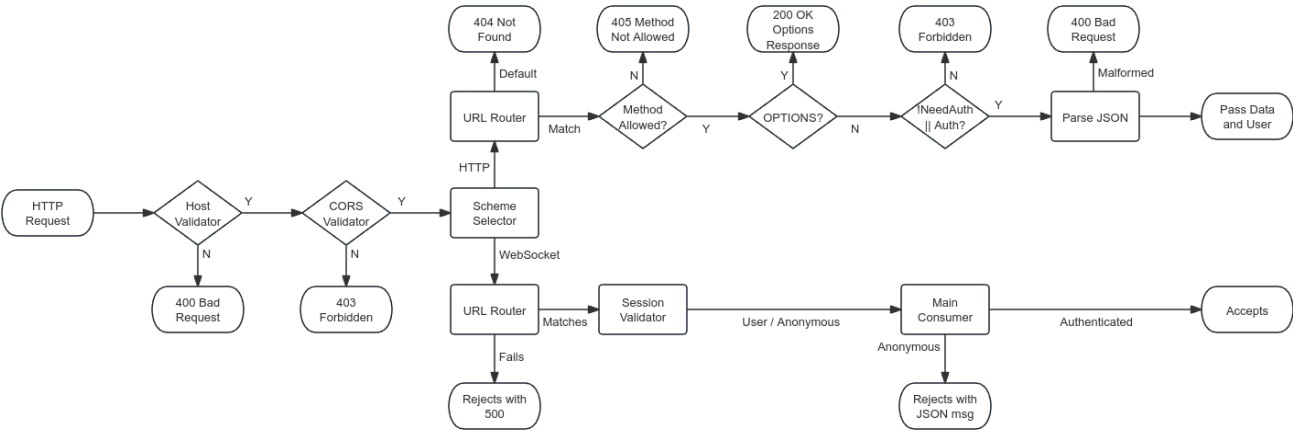 404 Not
Found
405 Method
Not Allowed
200 OK
Options
Response
403
Forbidden
400 Bad
Request
Default
N
Y
N
Malformed
URL Router
Match
Method
Allowed?
Y
OPTIONS?
N
!NeedAuth
|| Auth?
Y
Parse JSON
Pass Data
and User
HTTP
HTTP
Request
Host
Validator
Y
CORS
Validator
Y
Scheme
Selector
N
N
WebSocket
400 Bad
Request
403
Forbidden
URL Router
Matches
Session
Validator
User / Anonymous
Main
Consumer
Authenticated
Accepts
Fails
Anonymous
Rejects with
500
Rejects with
JSON msg